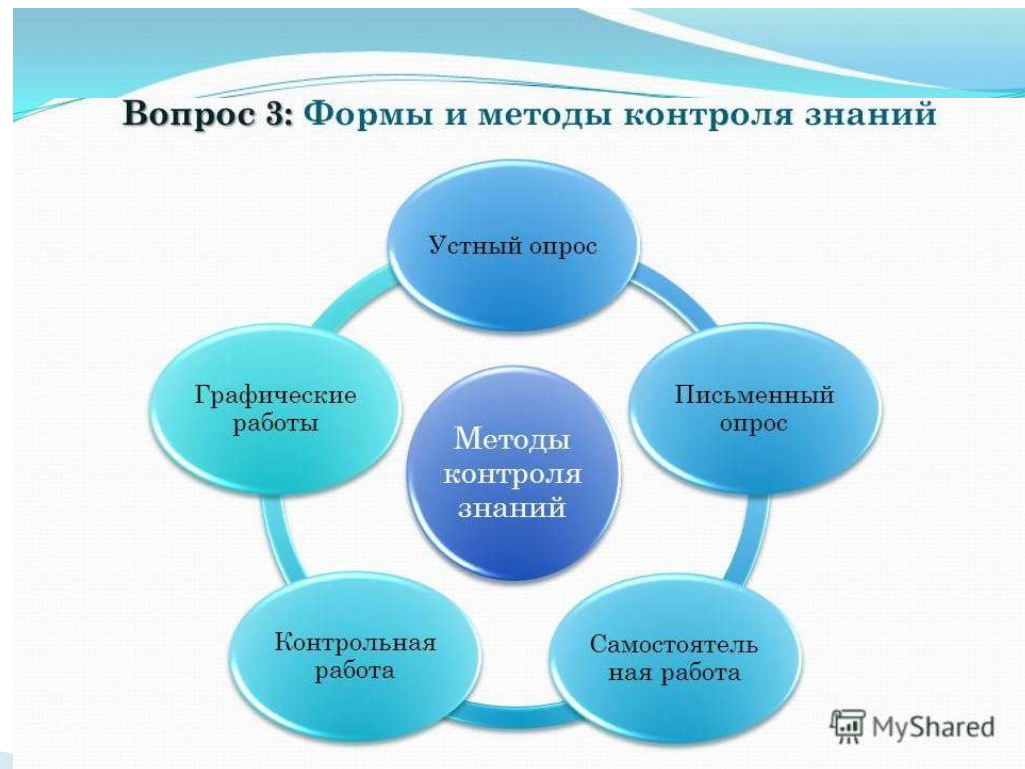 Вопрос 3: Формы и методы контроля знаний
Устный опрос
Письменный
опрос
Самостоятель
ная работа
Контрольная
работа
Графические
работы
Методы
контроля
знаний
MyShared